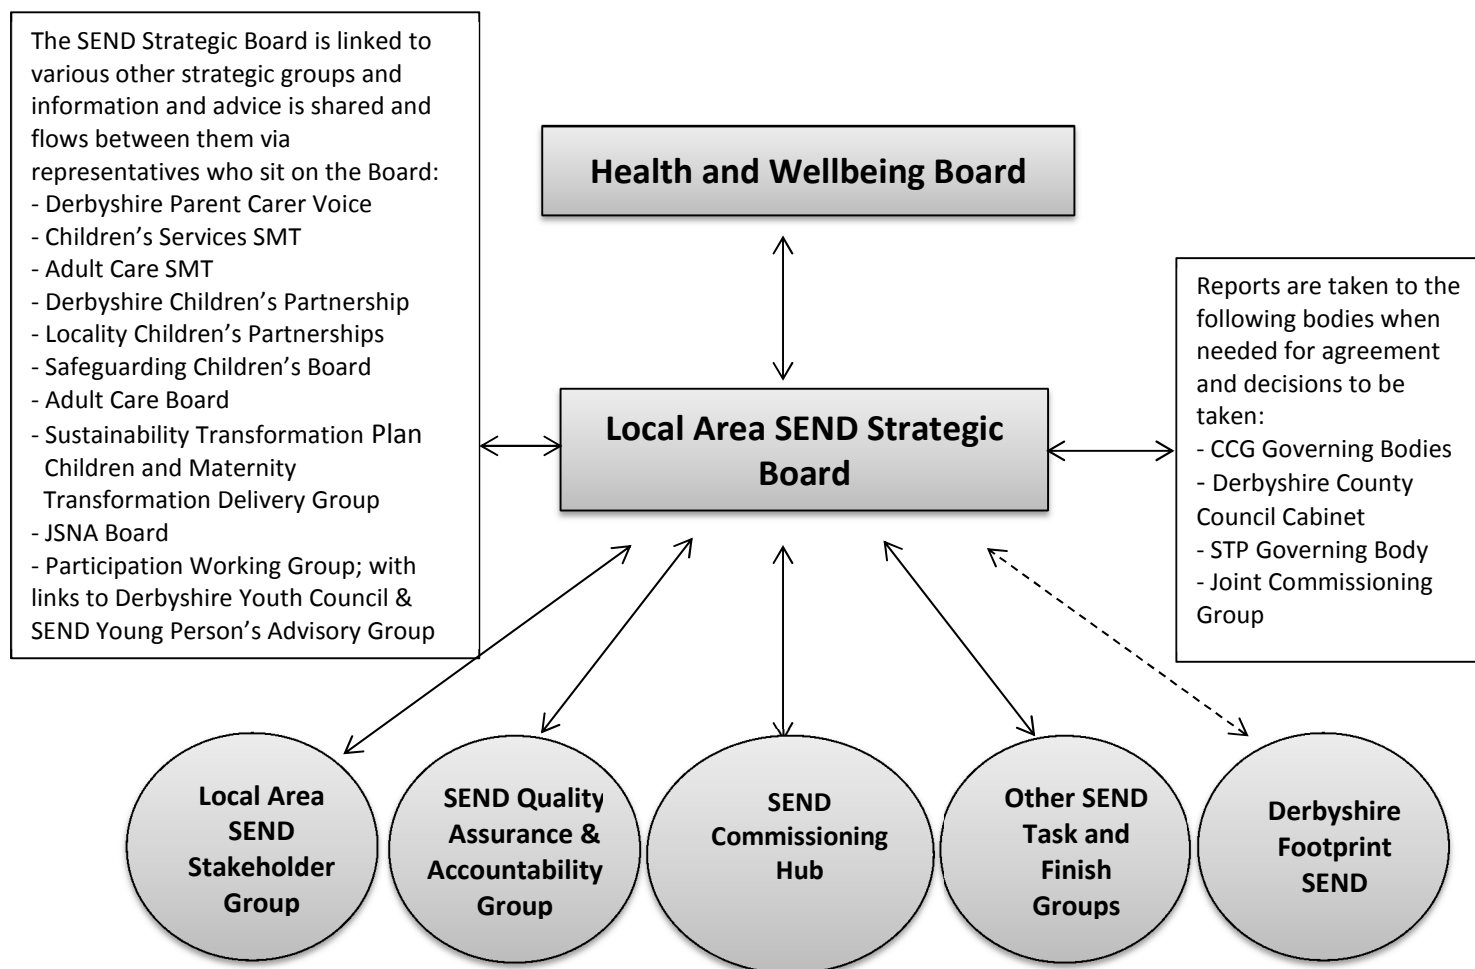 The SEND Strategic Board is linked to
various other strategic groups and
information and advice is shared and
flows between them via
representatives who sit on the Board:
- Derbyshire Parent Carer Voice
- Children’s Services SMT
- Adult Care SMT
- Derbyshire Children’s Partnership
- Locality Children’s Partnerships
- Safeguarding Children’s Board
- Adult Care Board
- Sustainability Transformation Plan
Children and Maternity
Transformation Delivery Group
- JSNA Board
- Participation Working Group; with
links to Derbyshire Youth Council &
SEND Young Person’s Advisory Group
Health and Wellbeing Board
Local Area SEND Strategic
Board
Reports are taken to the
following bodies when
needed for agreement
and decisions to be
taken:
- CCG Governing Bodies
- Derbyshire County
Council Cabinet
- STP Governing Body
- Joint Commissioning
Group
Local Area
SEND
Stakeholder
Group
SEND Quality
Assurance &
Accountability
Group
SEND
Commissioning
Hub
Other SEND
Task and
Finish
Groups
Derbyshire
Footprint
SEND